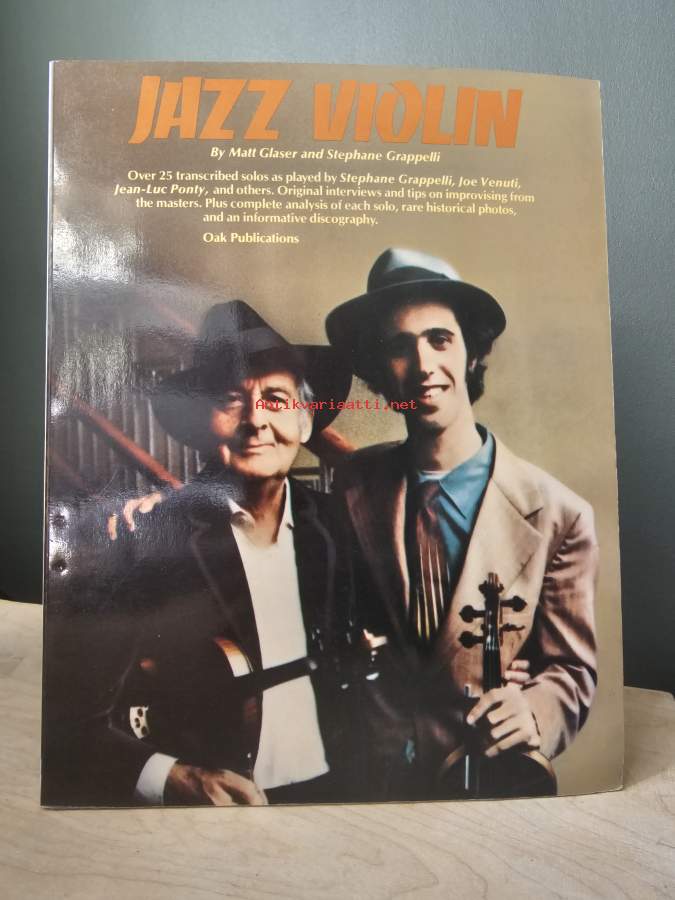 JAZZ VIOLIN
By Matt Glaser and Stephane Grappelli
Over 25 transcribed solos as played by Stephane Grappelli, Joe Venuti,
Jean-Luc Ponty, and others. Original interviews and tips on improvising from
the masters. Plus complete analysis of each solo, rare historical photos,
and an informative discography.
Oak Publications
Antikvariaatti.net